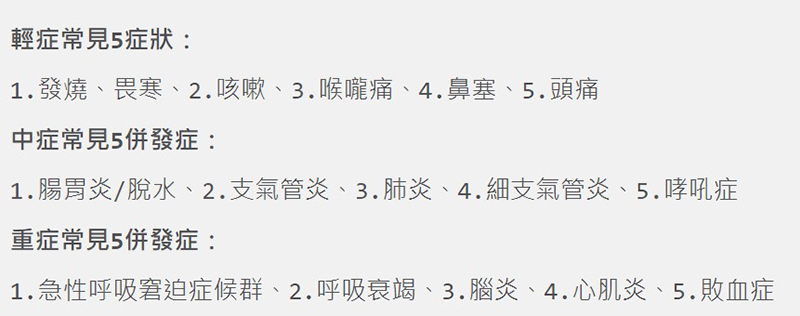 輕症常見5症狀：
1.發燒、畏寒、2.咳嗽、3.喉嚨痛、4.鼻塞、5.頭痛
中症常見5併發症：
1.腸胃炎/脫水、2.支氣管炎、3.肺炎、4.細支氣管炎、5.哮吼症
重症常見5併發症：
1.急性呼吸窘迫症候群、2.呼吸衰竭、3.腦炎、4.心肌炎、5.敗血症